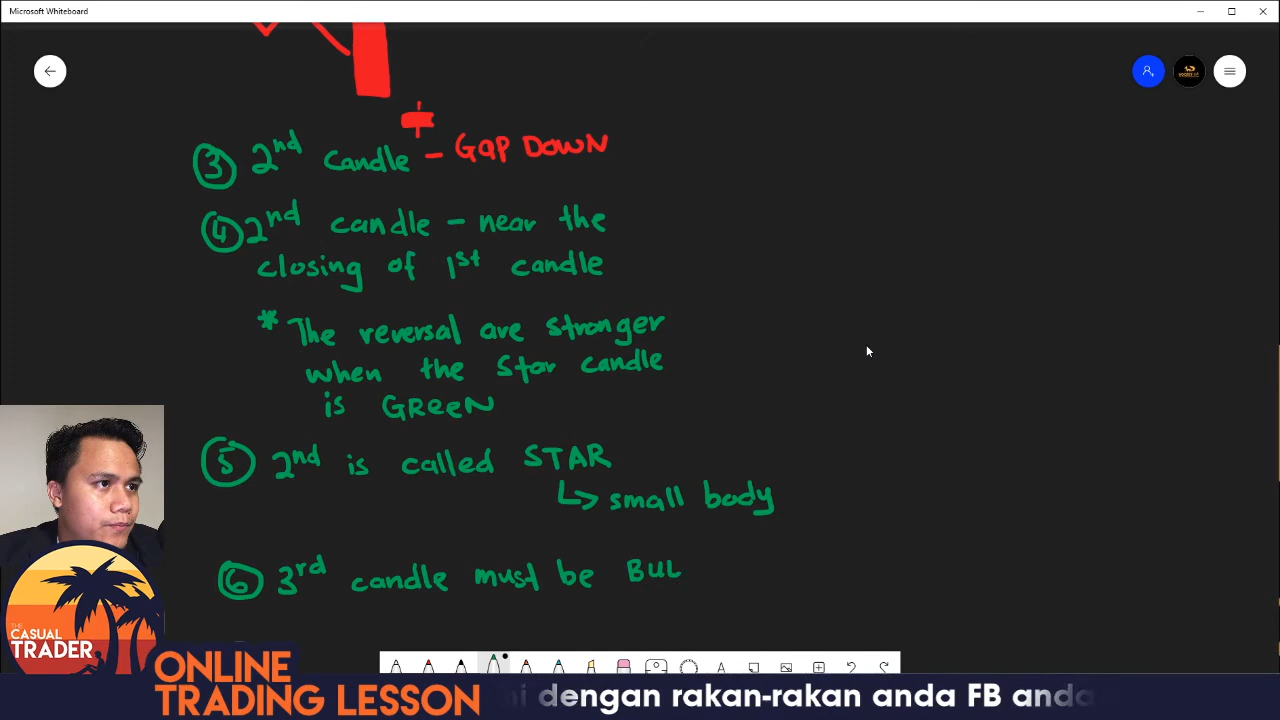 Microsoft Whiteboard
③ 2nd candle - GAP DOWN
④ 2nd candle - near the
closing of 1st candle
* The reversal are stronger
when the star candle
is GReeN
⑤ 2nd is called STAR
↳ small body
⑥ 3rd candle must be BUL
THE
CASUAL
TRADER
ONLINE
TRADING LESSON
dengan rakan-rakan anda FB anda